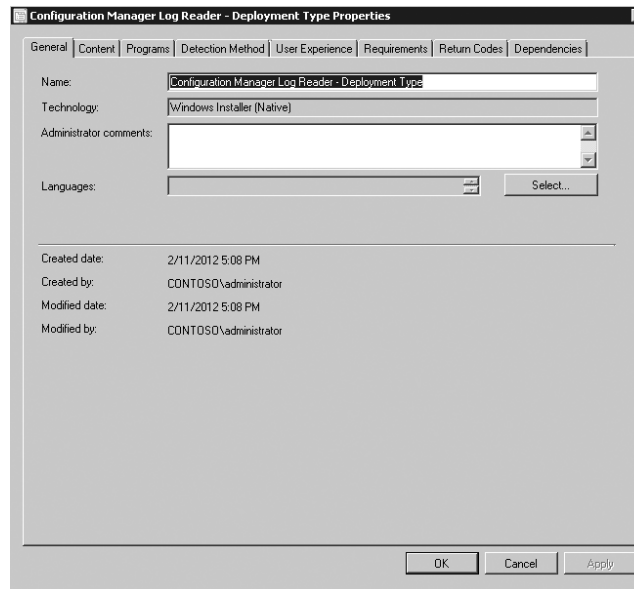 Configuration Manager Log Reader - Deployment Type Properties
General Content Programs Detection Method User Experience Requirements Return Codes Dependencies
Name: Configuration Manager Log Reader - Deployment Type
Technology: Windows Installer (Native)
Administrator comments:
Languages: Select...
Created date: 2/11/2012 5:08 PM
Created by: CONTOSO\administrator
Modified date: 2/11/2012 5:08 PM
Modified by: CONTOSO\administrator
OK Cancel Apply